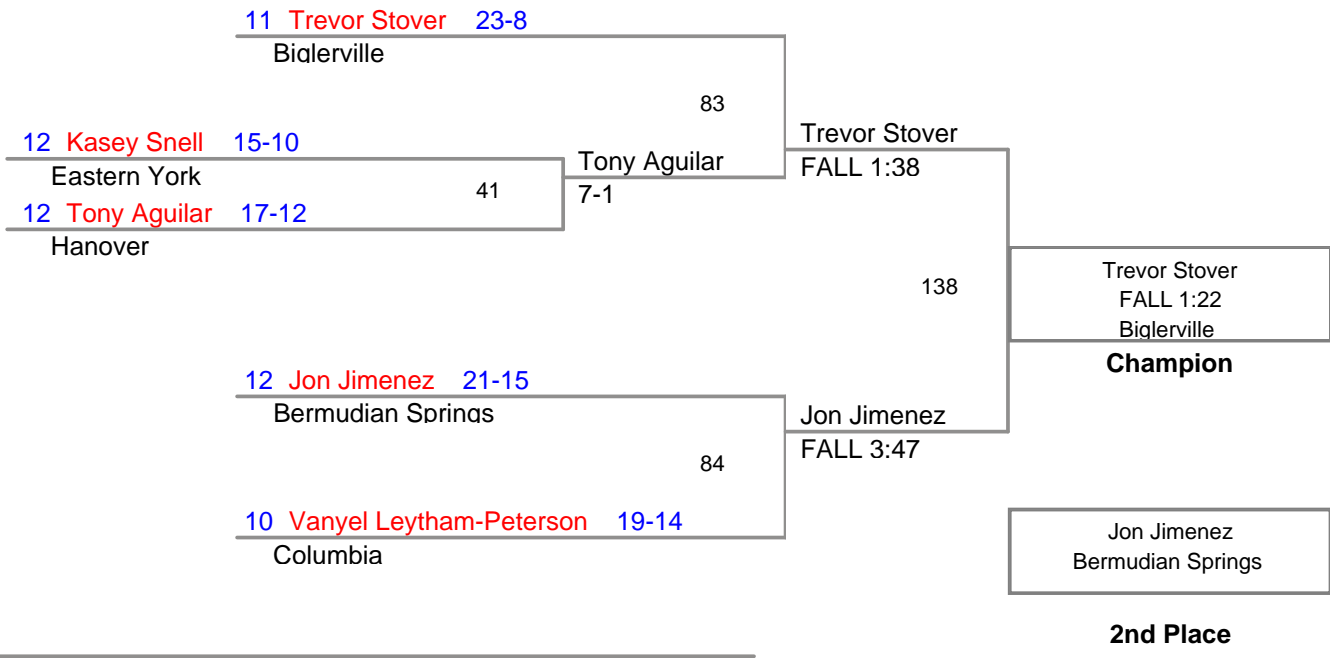 11 Trevor Stover 23-8
Biglerville
83
12 Kasey Snell 15-10
Eastern York
41
12 Tony Aguilar 17-12
Hanover
Tony Aguilar
7-1
Trevor Stover
FALL 1:38
138
Trevor Stover
FALL 1:22
Biglerville
Champion
12 Jon Jimenez 21-15
Bermudian Springs
84
10 Vanyel Leytham-Peterson 19-14
Columbia
Jon Jimenez
FALL 3:47
Jon Jimenez
Bermudian Springs
2nd Place